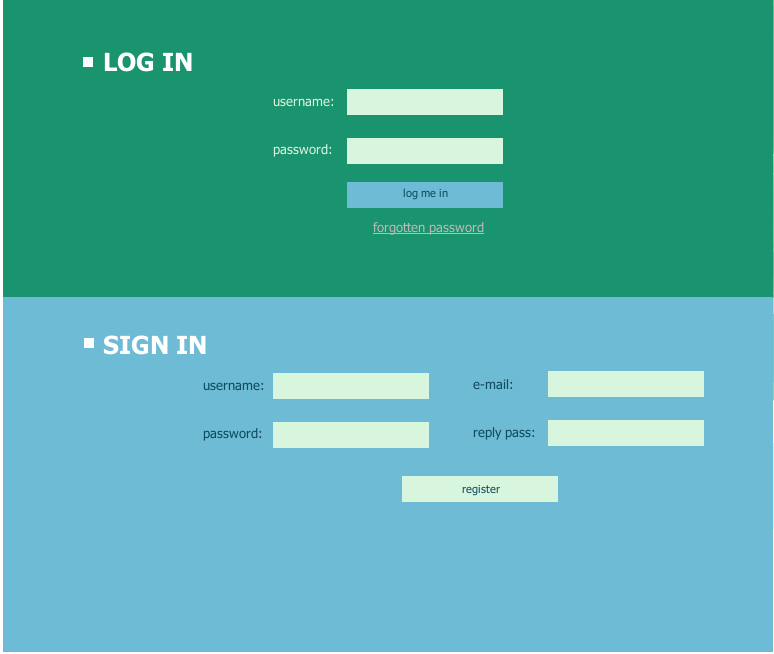 LOG IN
username:
password:
log me in
forgotten password
SIGN IN
username:
e-mail:
password:
reply pass:
register